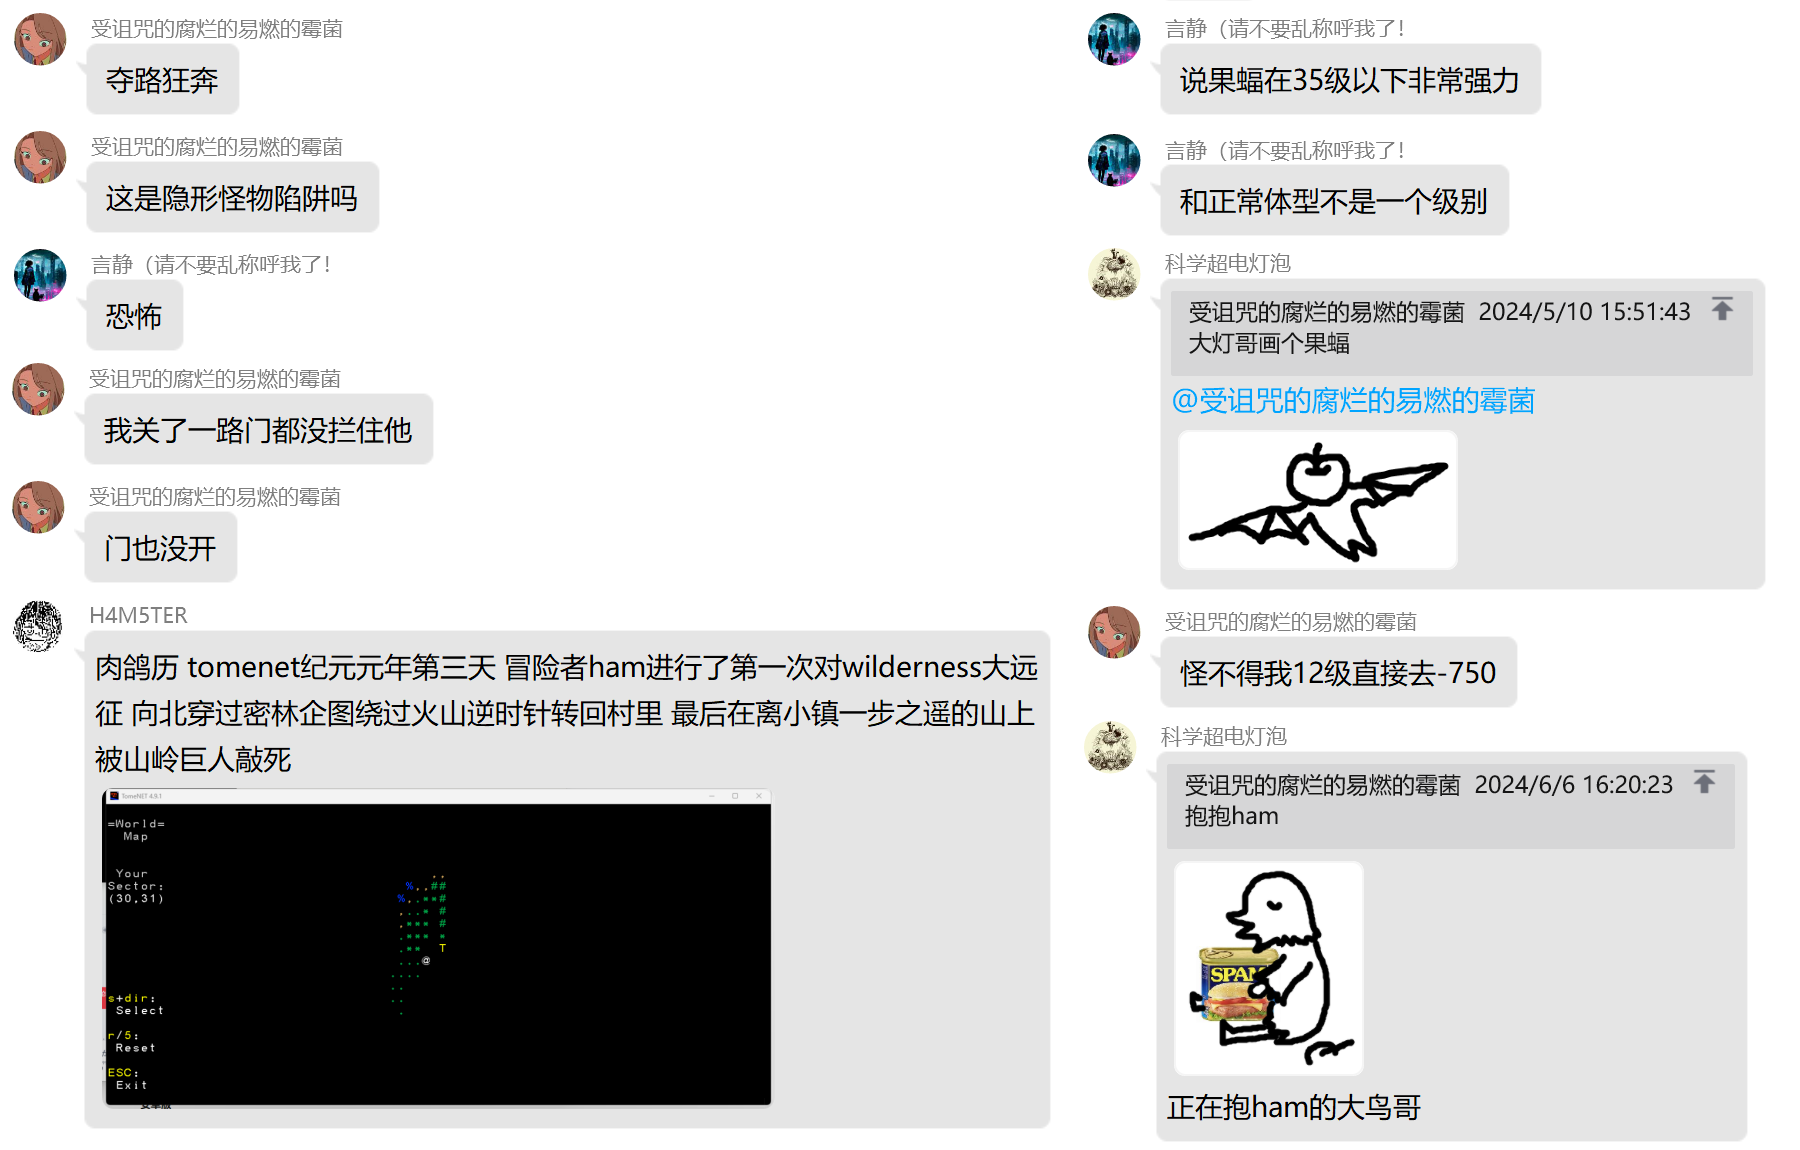 受诅咒的腐烂的易燃的霉菌
夺路狂奔
受诅咒的腐烂的易燃的霉菌
这是隐形怪物陷阱吗
言静（请不要乱称呼我了！
恐怖
受诅咒的腐烂的易燃的霉菌
我关了一路门都没拦住他
受诅咒的腐烂的易燃的霉菌
门也没开
H4M5TER
肉鸽历 tomenet纪元元年第三天 冒险者ham进行了第一次对wilderness大远
征 向北穿过密林企图绕过火山逆时针转回村里 最后在离小镇一步之遥的山上
被山岭巨人敲死
TomeNET 4.9.1
=World=
Map
Your
Sector:
(30,31)
s+dir:
Select
r/5:
Reset
ESC:
Exit
言静（请不要乱称呼我了！
说果蝠在35级以下非常强力
言静（请不要乱称呼我了！
和正常体型不是一个级别
科学超电灯泡
受诅咒的腐烂的易燃的霉菌 2024/5/10 15:51:43
大灯哥画个果蝠
@受诅咒的腐烂的易燃的霉菌
受诅咒的腐烂的易燃的霉菌
怪不得我12级直接去-750
科学超电灯泡
受诅咒的腐烂的易燃的霉菌 2024/6/6 16:20:23
抱抱ham
SPAM
正在抱ham的大鸟哥